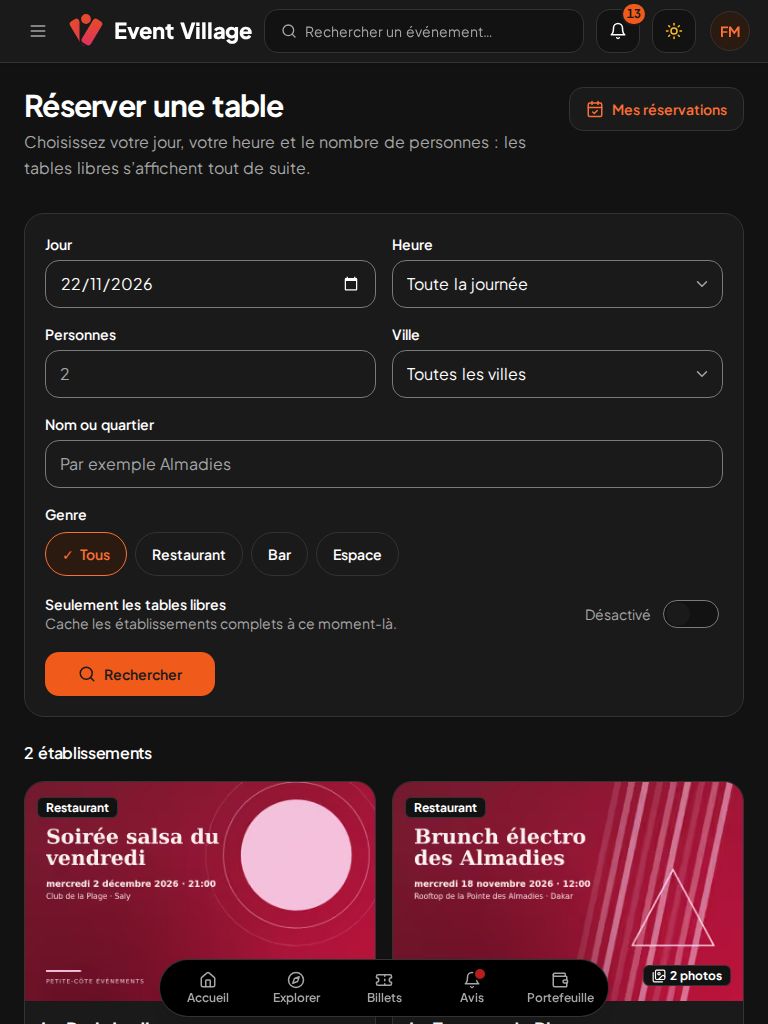 Event Village
Rechercher un événement...
13
FM
Réserver une table
Mes réservations
Choisissez votre jour, votre heure et le nombre de personnes : les
tables libres s’affichent tout de suite.
Jour
Heure
22/11/2026
Toute la journée
Personnes
Ville
2
Toutes les villes
Nom ou quartier
Par exemple Almadies
Genre
✓ Tous
Restaurant
Bar
Espace
Seulement les tables libres
Cache les établissements complets à ce moment-là.
Désactivé
Rechercher
2 établissements
Restaurant
Soirée salsa du
vendredi
mercredi 2 décembre 2026 · 21:00
Club de la Plage · Saly
PETITE-CÔTE ÉVÉNEMENTS
Restaurant
Brunch électro
des Almadies
mercredi 18 novembre 2026 · 12:00
Rooftop de la Pointe des Almadies · Dakar
2 photos
Accueil
Explorer
Billets
Avis
Portefeuille